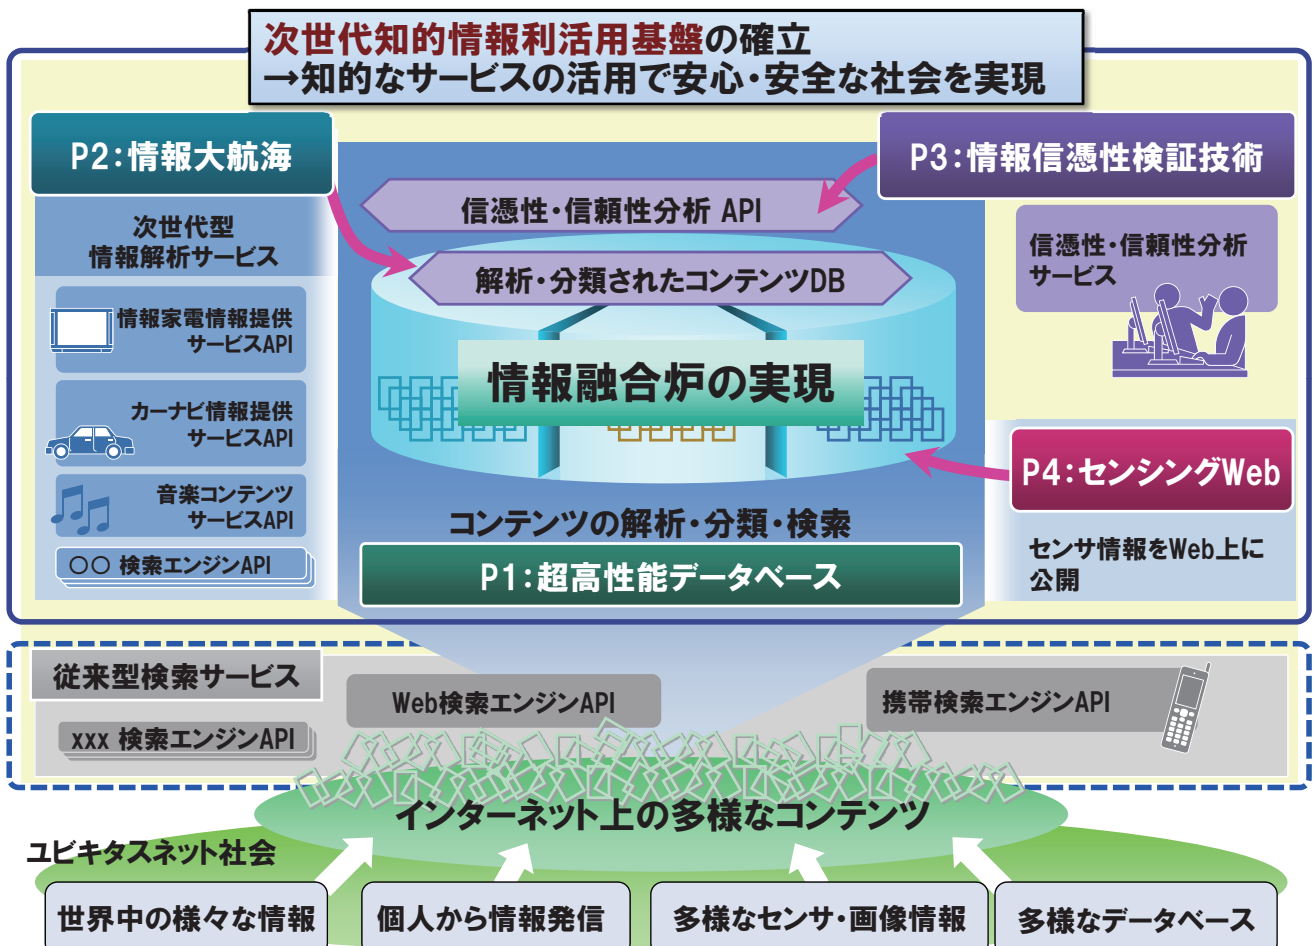 次世代知的情報利活用基盤の確立
→知的なサービスの活用で安心・安全な社会を実現
P2:情報大航海
P3:情報信憑性検証技術
信憑性・信頼性分析 API
次世代型
情報解析サービス
信憑性・信頼性分析
サービス
解析・分類されたコンテンツDB
情報家電情報提供
サービスAPI
情報融合炉の実現
カーナビ情報提供
サービスAPI
P4:センシングWeb
音楽コンテンツ
サービスAPI
コンテンツの解析・分類・検索
〇〇 検索エンジンAPI
P1:超高性能データベース
センサ情報をWeb上に
公開
従来型検索サービス
Web検索エンジンAPI
携帯検索エンジンAPI
xxx 検索エンジンAPI
インターネット上の多様なコンテンツ
ユビキタスネット社会
世界中の様々な情報
個人から情報発信
多様なセンサ・画像情報
多様なデータベース